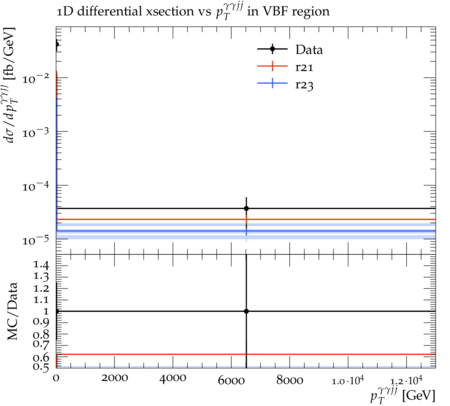 1D differential xsection vs p_T^{γγjj} in VBF region
dσ/dp_T^{γγjj} [fb/GeV]
Data
r21
r23
10^{−2}
10^{−3}
10^{−4}
10^{−5}
MC/Data
1.4
1.3
1.2
1.1
1
0.9
0.8
0.7
0.6
0.5
0 2000 4000 6000 8000 1.0·10^4 1.2·10^4
p_T^{γγjj} [GeV]